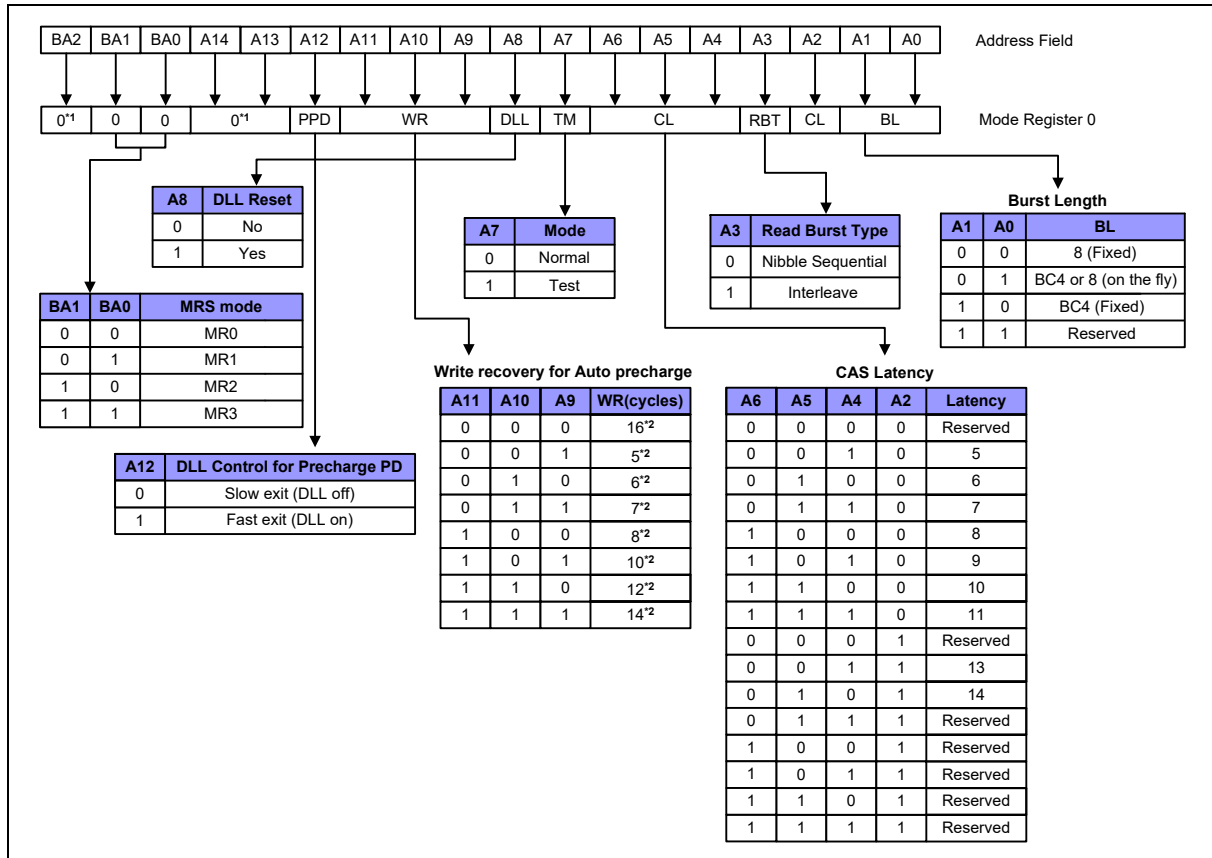 BA2 BA1 BA0 A14 A13 A12 A11 A10 A9 A8 A7 A6 A5 A4 A3 A2 A1 A0 Address Field
0*1 0 0 0*1 PPD WR DLL TM CL RBT CL BL Mode Register 0
A8 DLL Reset
0 No
1 Yes
A7 Mode
0 Normal
1 Test
A3 Read Burst Type
0 Nibble Sequential
1 Interleave
Burst Length
A1 A0 BL
0 0 8 (Fixed)
0 1 BC4 or 8 (on the fly)
1 0 BC4 (Fixed)
1 1 Reserved
BA1 BA0 MRS mode
0 0 MR0
0 1 MR1
1 0 MR2
1 1 MR3
A12 DLL Control for Precharge PD
0 Slow exit (DLL off)
1 Fast exit (DLL on)
Write recovery for Auto precharge
A11 A10 A9 WR(cycles)
0 0 0 16*2
0 0 1 5*2
0 1 0 6*2
0 1 1 7*2
1 0 0 8*2
1 0 1 10*2
1 1 0 12*2
1 1 1 14*2
CAS Latency
A6 A5 A4 A2 Latency
0 0 0 0 Reserved
0 0 1 0 5
0 1 0 0 6
0 1 1 0 7
1 0 0 0 8
1 0 1 0 9
1 1 0 0 10
1 1 1 0 11
0 0 0 1 Reserved
0 0 1 1 13
0 1 0 1 14
0 1 1 1 Reserved
1 0 0 1 Reserved
1 0 1 1 Reserved
1 1 0 1 Reserved
1 1 1 1 Reserved